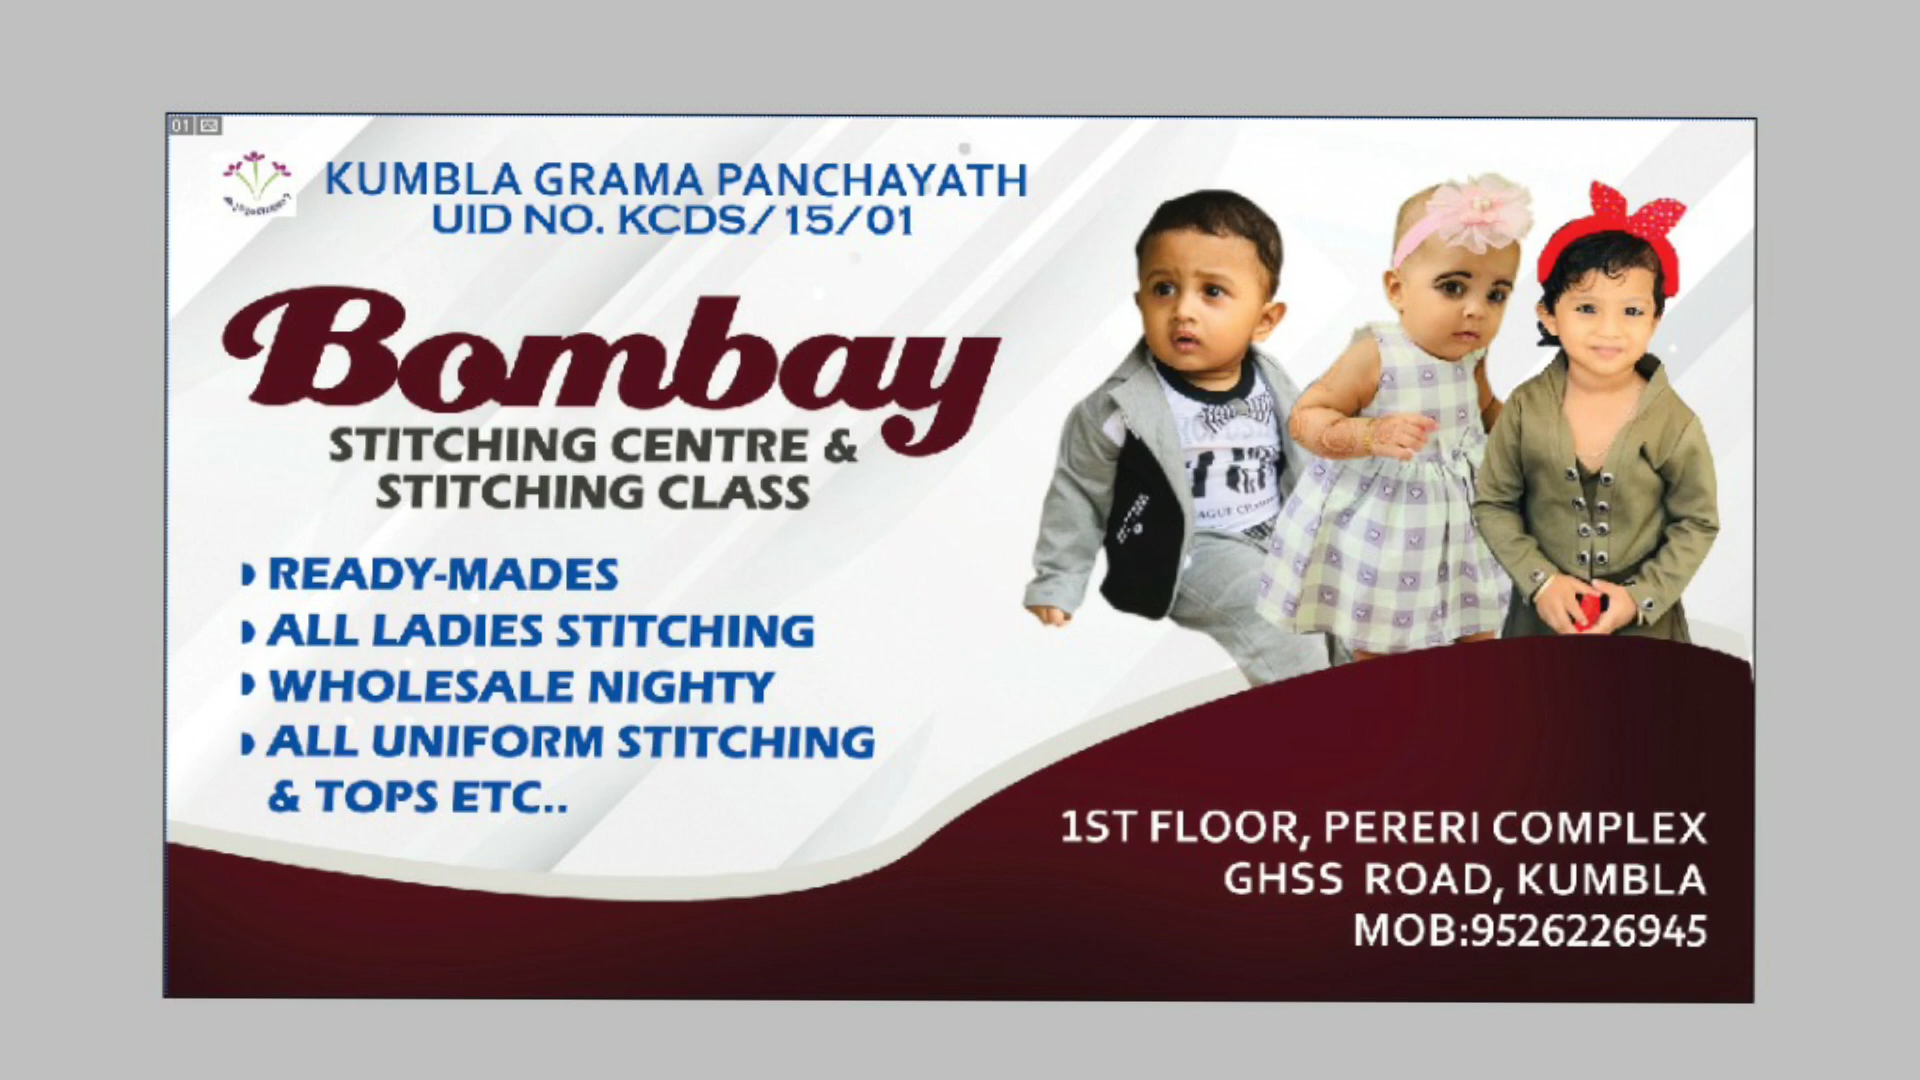 01
KUMBLA GRAMA PANCHAYATH
UID NO. KCDS/15/01
Bombay
STITCHING CENTRE &
STITCHING CLASS
READY-MADES
ALL LADIES STITCHING
WHOLESALE NIGHTY
ALL UNIFORM STITCHING
& TOPS ETC..
1ST FLOOR, PERERI COMPLEX
GHSS ROAD, KUMBLA
MOB:9526226945